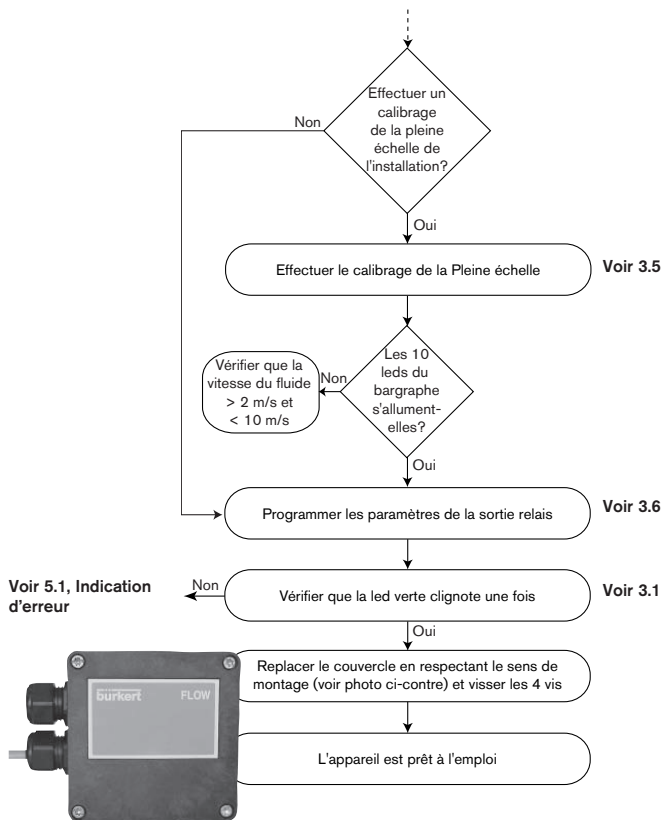 Effectuer un
calibrage
de la pleine
échelle de
l'installation?
Non
Oui
Effectuer le calibrage de la Pleine échelle
Voir 3.5
Les 10
leds du
bargraphe
s'allument-
elles?
Non
Vérifier que la
vitesse du fluide
> 2 m/s et
< 10 m/s
Oui
Programmer les paramètres de la sortie relais
Voir 3.6
Vérifier que la led verte clignote une fois
Voir 3.1
Non
Voir 5.1, Indication
d'erreur
Oui
Replacer le couvercle en respectant le sens de
montage (voir photo ci-contre) et visser les 4 vis
burkert FLOW
L'appareil est prêt à l'emploi